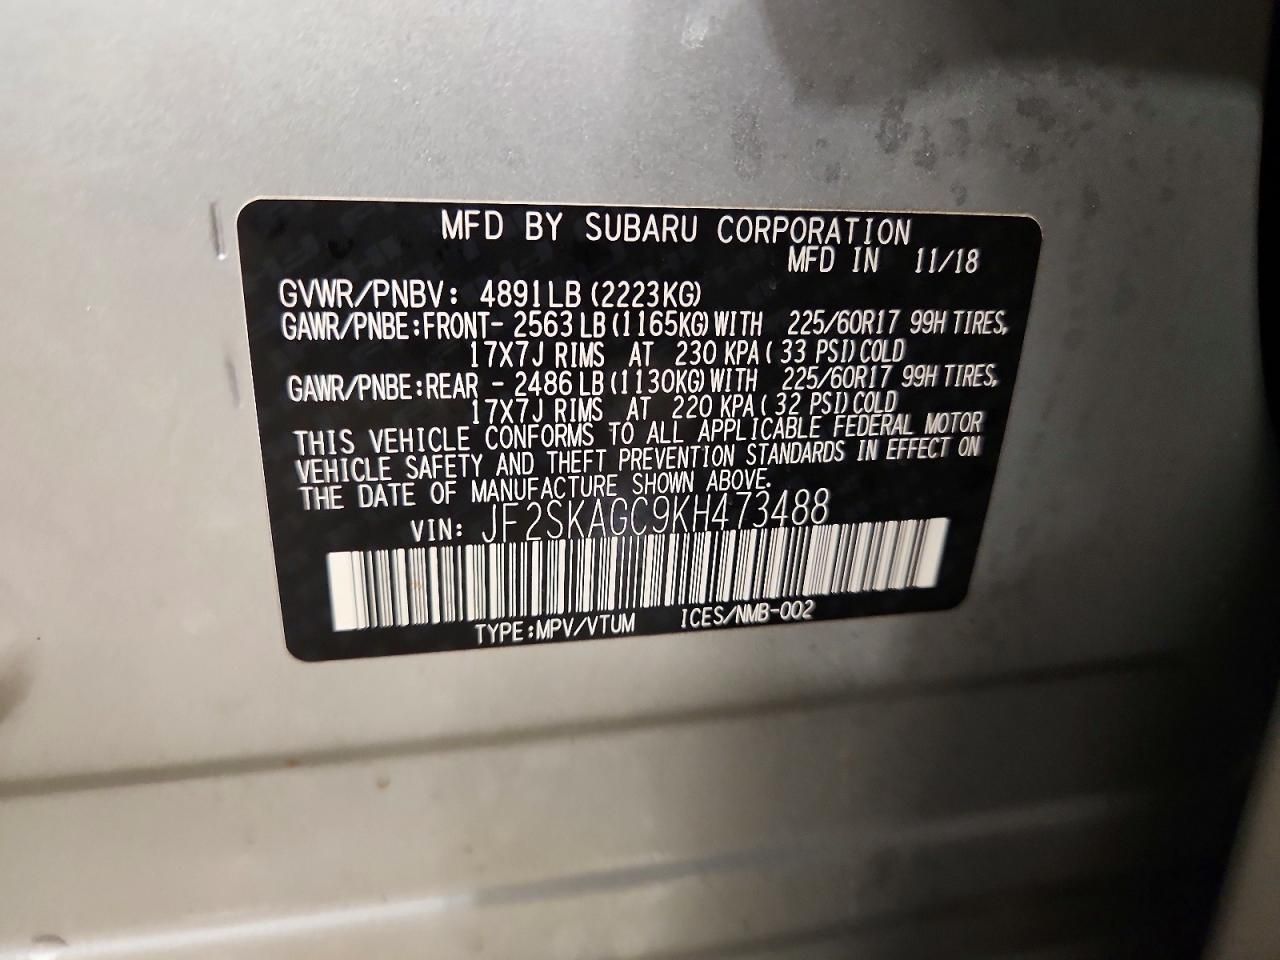 MFD BY SUBARU CORPORATION
MFD IN 11/18
GVWR/PNBV: 4891LB (2223KG)
GAWR/PNBE:FRONT- 2563 LB (1165KG) WITH 225/60R17 99H TIRES,
17X7J RIMS AT 230 KPA ( 33 PSI) COLD
GAWR/PNBE:REAR - 2486 LB (1130KG) WITH 225/60R17 99H TIRES,
17X7J RIMS AT 220 KPA ( 32 PSI) COLD
THIS VEHICLE CONFORMS TO ALL APPLICABLE FEDERAL MOTOR
VEHICLE SAFETY AND THEFT PREVENTION STANDARDS IN EFFECT ON
THE DATE OF MANUFACTURE SHOWN ABOVE.
VIN: JF2SKAGC9KH473488
TYPE:MPV/VTUM ICES/NMB-002